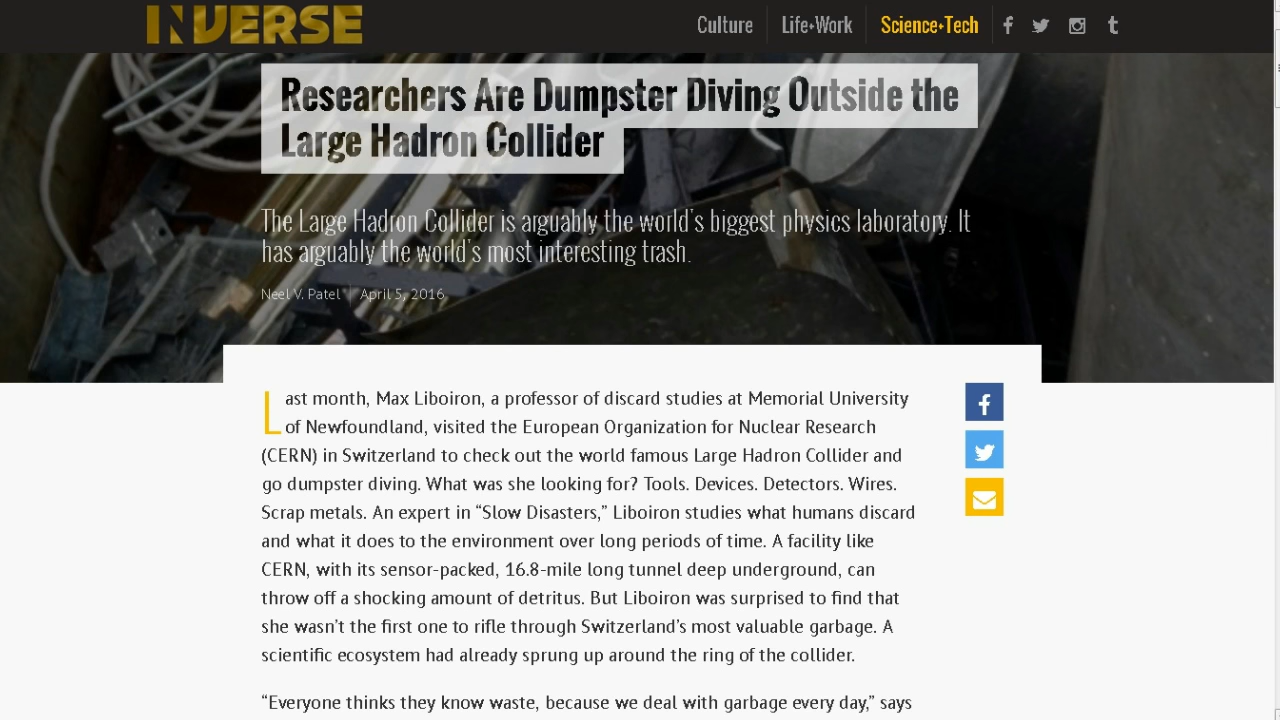 INVERSE
Culture
Life+Work
Science+Tech
Researchers Are Dumpster Diving Outside the
Large Hadron Collider
The Large Hadron Collider is arguably the world's biggest physics laboratory. It
has arguably the world's most interesting trash.
Neel V. Patel | April 5, 2016
Last month, Max Liboiron, a professor of discard studies at Memorial University
of Newfoundland, visited the European Organization for Nuclear Research
(CERN) in Switzerland to check out the world famous Large Hadron Collider and
go dumpster diving. What was she looking for? Tools. Devices. Detectors. Wires.
Scrap metals. An expert in “Slow Disasters,” Liboiron studies what humans discard
and what it does to the environment over long periods of time. A facility like
CERN, with its sensor-packed, 16.8-mile long tunnel deep underground, can
throw off a shocking amount of detritus. But Liboiron was surprised to find that
she wasn't the first one to rifle through Switzerland's most valuable garbage. A
scientific ecosystem had already sprung up around the ring of the collider.
“Everyone thinks they know waste, because we deal with garbage every day,” says